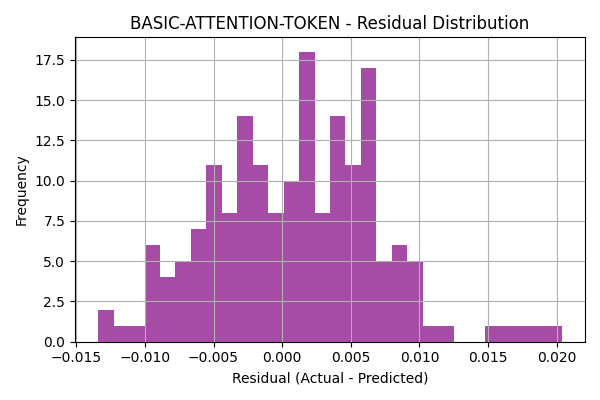 BASIC-ATTENTION-TOKEN - Residual Distribution
Frequency
17.5
15.0
12.5
10.0
7.5
5.0
2.5
0.0
−0.015 −0.010 −0.005 0.000 0.005 0.010 0.015 0.020
Residual (Actual - Predicted)